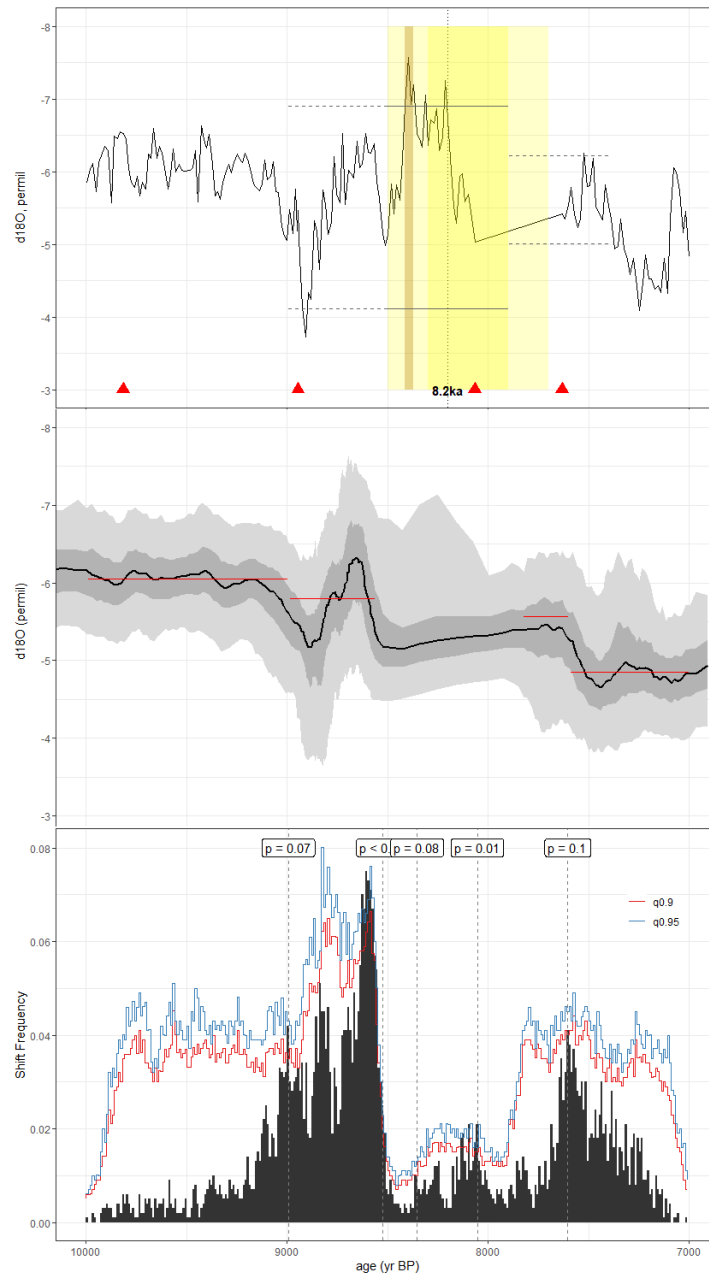 -8
-7
-6
-5
-4
-3
d18O, permil
8.2ka
-8
-7
-6
-5
-4
-3
d18O (permil)
0.08
0.06
0.04
0.02
0.00
Shift Frequency
p = 0.07
p < 0.
p = 0.08
p = 0.01
p = 0.1
q0.9
q0.95
10000
9000
8000
7000
age (yr BP)